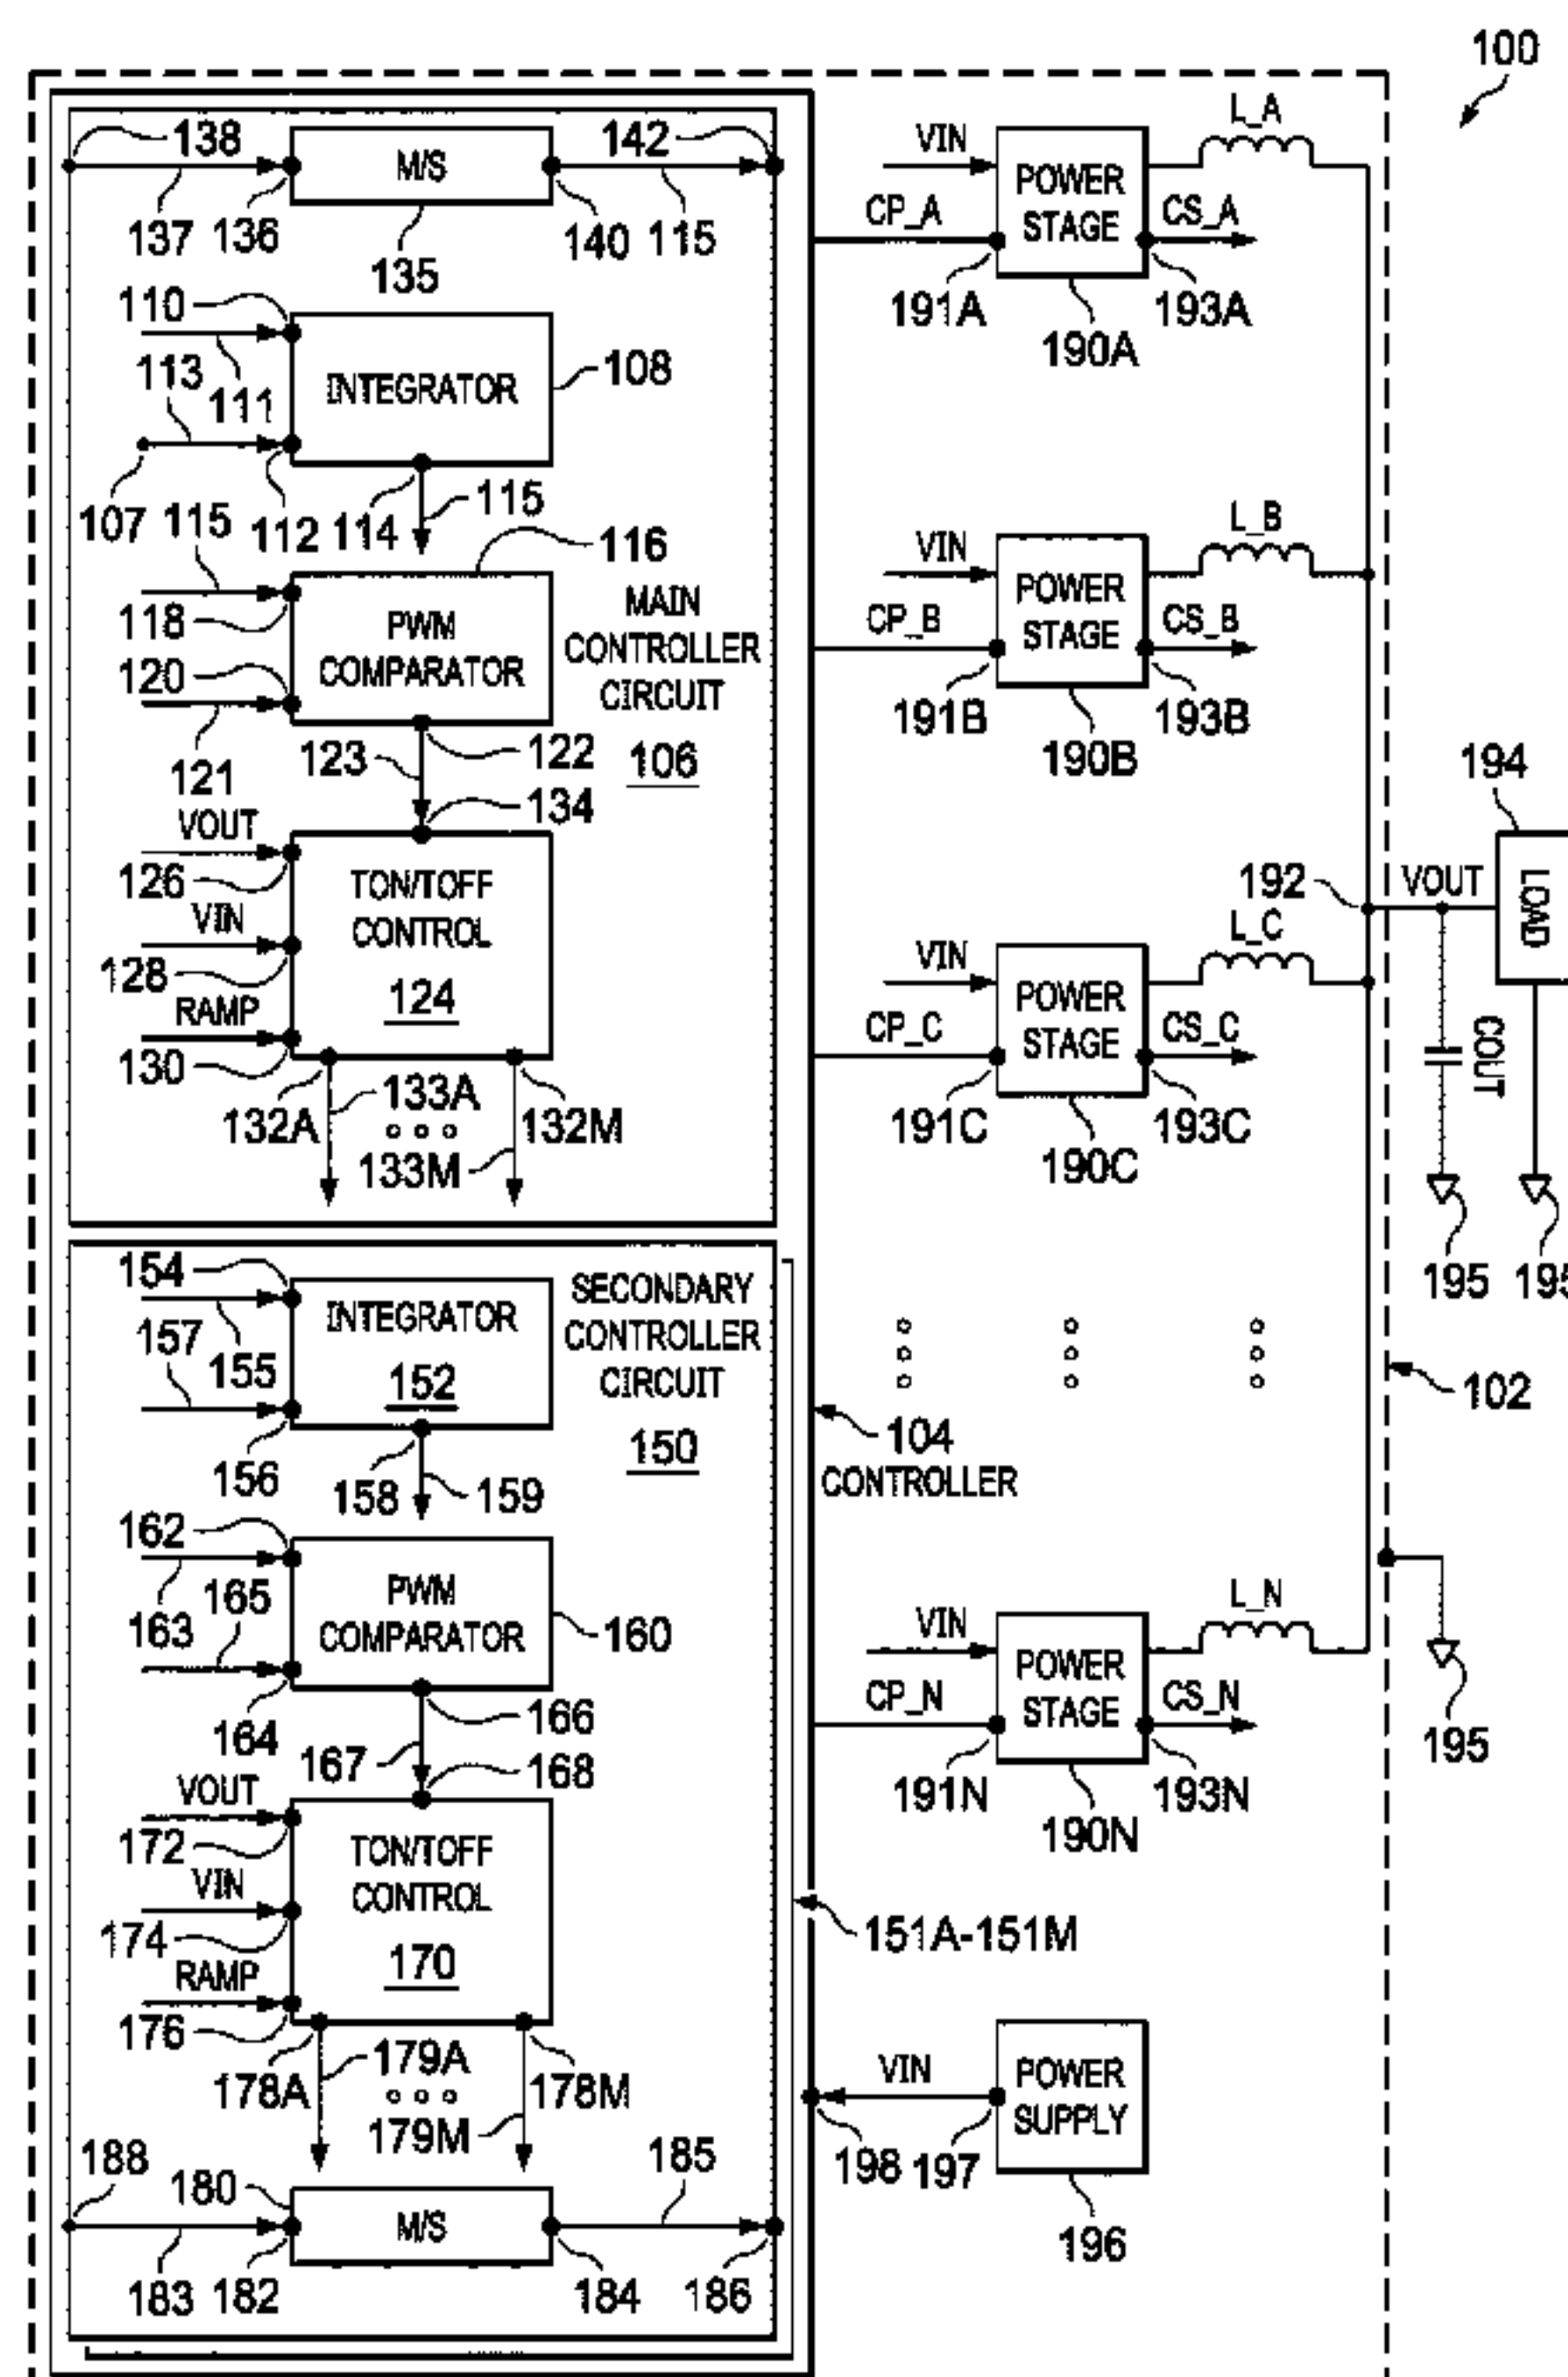 100
138
M/S
142
137
136
135
140
115
110
113
111
INTEGRATOR
108
107
112
114
115
115
116
118
PWM
COMPARATOR
120
121
123
122
MAIN
CONTROLLER
CIRCUIT
106
134
VOUT
126
VIN
128
RAMP
130
TON/TOFF
CONTROL
124
132A
133A
133M
132M
154
157
155
156
INTEGRATOR
152
158
159
SECONDARY
CONTROLLER
CIRCUIT
150
162
163
165
164
PWM
COMPARATOR
160
166
167
168
VOUT
172
VIN
174
RAMP
176
TON/TOFF
CONTROL
170
178A
179A
179M
178M
188
180
183
182
M/S
184
185
186
VIN
CP_A
POWER
STAGE
L_A
CS_A
191A
190A
193A
VIN
CP_B
POWER
STAGE
L_B
CS_B
191B
190B
193B
VIN
CP_C
POWER
STAGE
L_C
CS_C
191C
190C
193C
192
VOUT
194
LOAD
COUT
195
195
102
104
CONTROLLER
VIN
CP_N
POWER
STAGE
L_N
CS_N
191N
190N
193N
195
151A-151M
VIN
POWER
SUPPLY
198
197
196